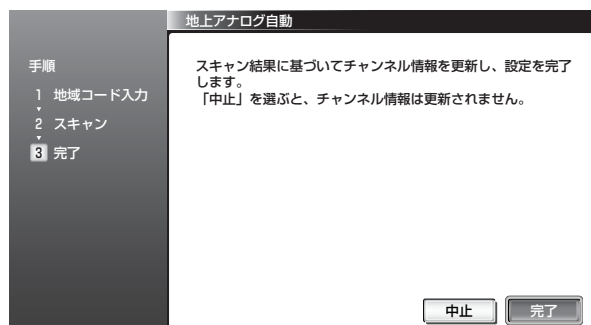 地上アナログ自動
手順
1 地域コード入力
2 スキャン
3 完了
スキャン結果に基づいてチャンネル情報を更新し、設定を完了
します。
「中止」を選ぶと、チャンネル情報は更新されません。
中止
完了